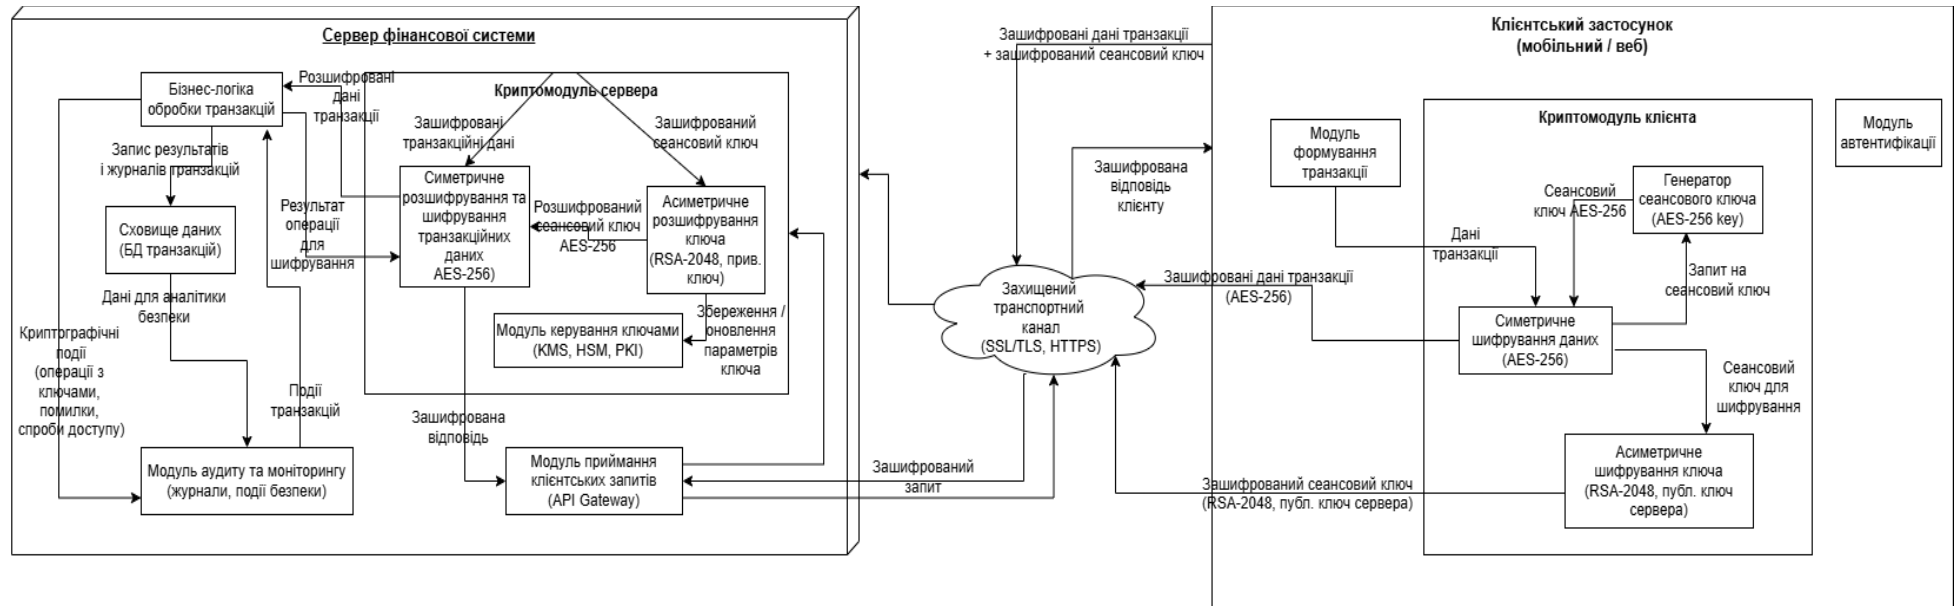 Сервер фінансової системи
Бізнес-логіка
обробки транзакцій
Розшифровані
дані
транзакції
Криптомодуль сервера
Зашифровані
транзакційні дані
Зашифрований
сеансовий ключ
Запис результатів
і журналів транзакцій
Симетричне
розшифрування та
шифрування
транзакційних
даних
AES-256)
Розшифрований
сеансовий ключ
AES-256
Асиметричне
розшифрування
ключа
(RSA-2048, прив.
ключ)
Результат
операції
для
шифрування
Сховище даних
(БД транзакцій)
Дані для аналітики
безпеки
Модуль керування ключами
(KMS, HSM, PKI)
Збереження /
оновлення
параметрів
ключа
Криптографічні
події
(операції з
ключами,
помилки,
спроби доступу)
Події
транзакцій
Зашифрована
відповідь
Модуль аудиту та моніторингу
(журнали, події безпеки)
Модуль приймання
клієнтських запитів
(API Gateway)
Зашифровані дані транзакції
+ зашифрований сеансовий ключ
Зашифрована
відповідь
клієнту
Захищений
транспортний
канал
(SSL/TLS, HTTPS)
Зашифровані дані транзакції
(AES-256)
Зашифрований
запит
Зашифрований сеансовий ключ
(RSA-2048, публ. ключ сервера)
Клієнтський застосунок
(мобільний / веб)
Модуль
формування
транзакції
Криптомодуль клієнта
Модуль
автентифікації
Сеансовий
ключ AES-256
Генератор
сеансового ключа
(AES-256 key)
Дані
транзакції
Запит на
сеансовий ключ
Симетричне
шифрування даних
(AES-256)
Сеансовий
ключ для
шифрування
Асиметричне
шифрування ключа
(RSA-2048, публ. ключ
сервера)